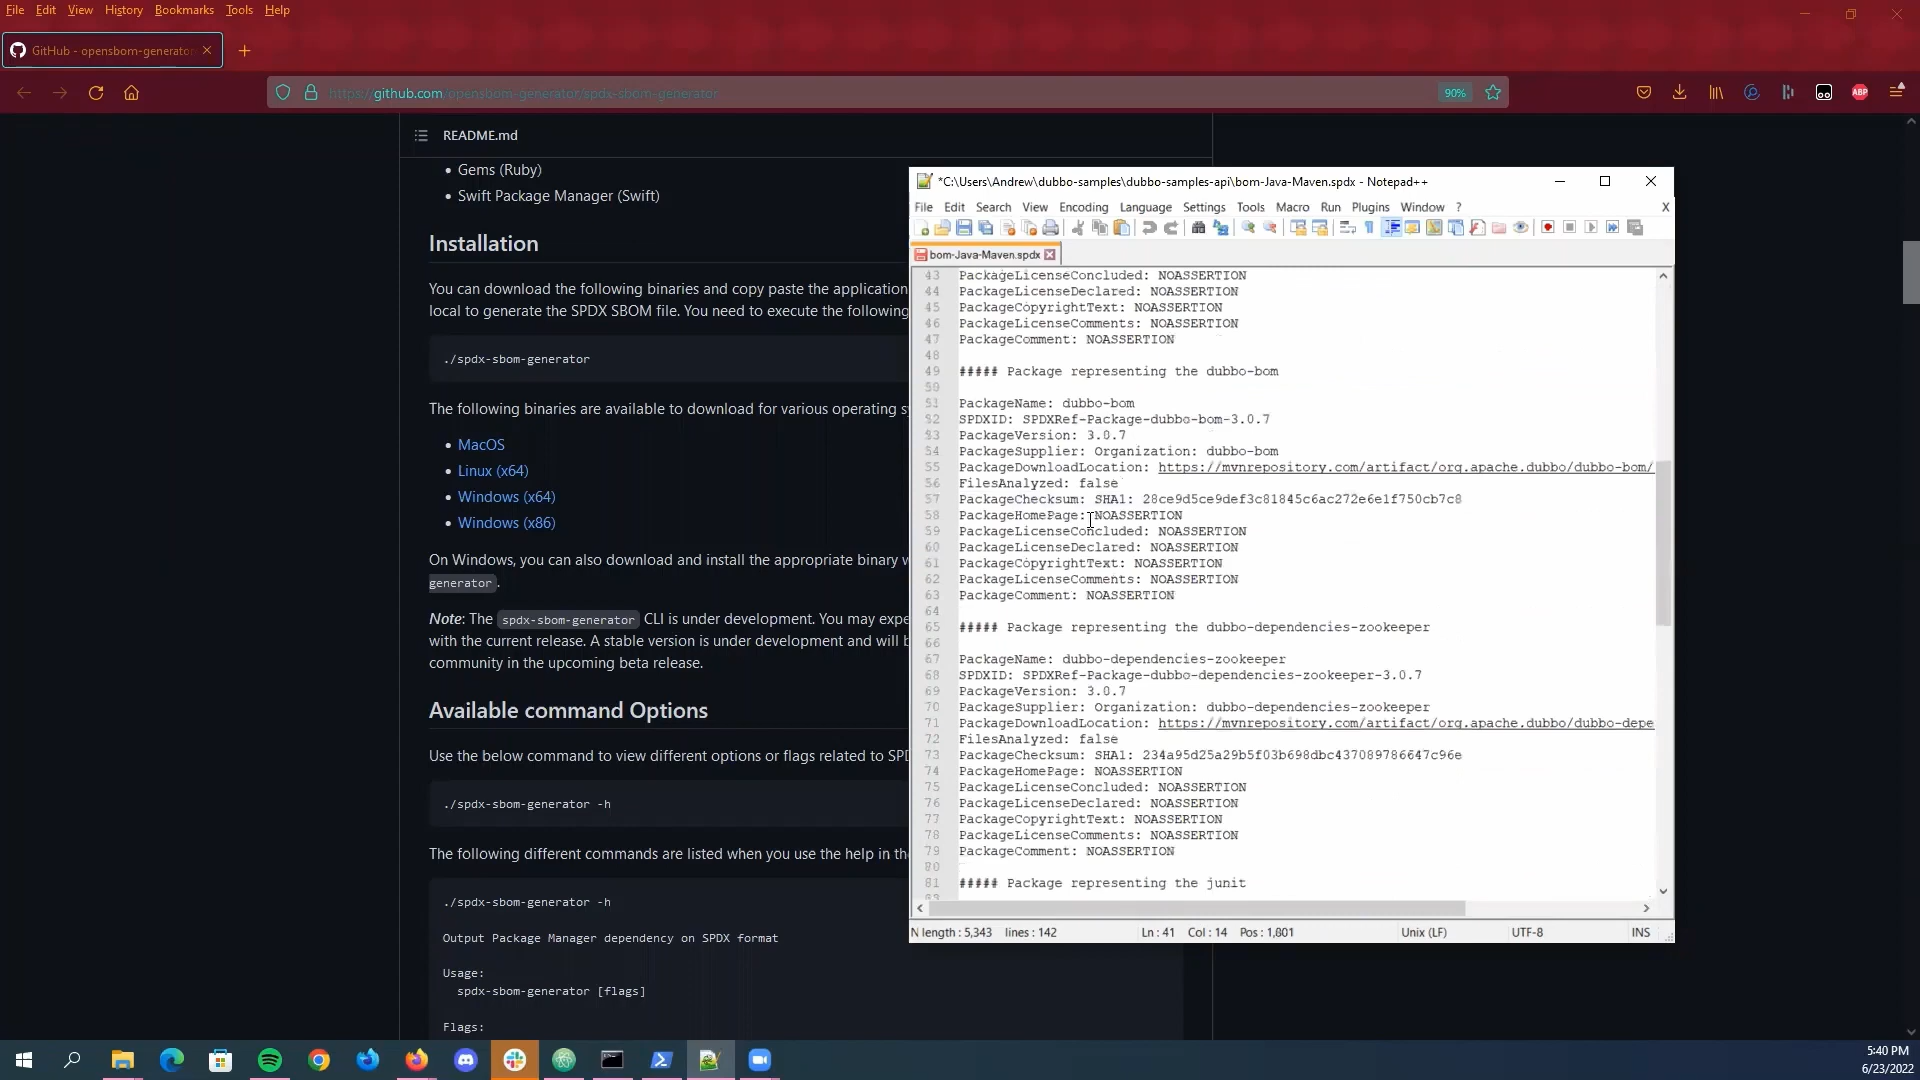 File Edit View History Bookmarks Tools Help
GitHub - opensbom-generator
https://github.com/opensbom-generator/spdx-sbom-generator
90%
ABP
README.md
Gems (Ruby)
Swift Package Manager (Swift)
Installation
You can download the following binaries and copy paste the application
local to generate the SPDX SBOM file. You need to execute the following
./spdx-sbom-generator
The following binaries are available to download for various operating s
MacOS
Linux (x64)
Windows (x64)
Windows (x86)
On Windows, you can also download and install the appropriate binary w
generator.
Note: The spdx-sbom-generator CLI is under development. You may expe
with the current release. A stable version is under development and will b
community in the upcoming beta release.
Available command Options
Use the below command to view different options or flags related to SPD
./spdx-sbom-generator -h
The following different commands are listed when you use the help in the
./spdx-sbom-generator -h
Output Package Manager dependency on SPDX format
Usage:
spdx-sbom-generator [flags]
Flags:
*C:\Users\Andrew\dubbo-samples\dubbo-samples-api\bom-Java-Maven.spdx - Notepad++
File Edit Search View Encoding Language Settings Tools Macro Run Plugins Window ? X
bom-Java-Maven.spdx
43 PackageLicenseConcluded: NOASSERTION
44 PackageLicenseDeclared: NOASSERTION
45 PackageCopyrightText: NOASSERTION
46 PackageLicenseComments: NOASSERTION
47 PackageComment: NOASSERTION
48
49 ##### Package representing the dubbo-bom
50
51 PackageName: dubbo-bom
52 SPDXID: SPDXRef-Package-dubbo-bom-3.0.7
53 PackageVersion: 3.0.7
54 PackageSupplier: Organization: dubbo-bom
55 PackageDownloadLocation: https://mvnrepository.com/artifact/org.apache.dubbo/dubbo-bom/
56 FilesAnalyzed: false
57 PackageChecksum: SHA1: 28ce9d5ce9def3c81845c6ac272e6e1f750cb7c8
58 PackageHomePage: NOASSERTION
59 PackageLicenseConcluded: NOASSERTION
60 PackageLicenseDeclared: NOASSERTION
61 PackageCopyrightText: NOASSERTION
62 PackageLicenseComments: NOASSERTION
63 PackageComment: NOASSERTION
64
65 ##### Package representing the dubbo-dependencies-zookeeper
66
67 PackageName: dubbo-dependencies-zookeeper
68 SPDXID: SPDXRef-Package-dubbo-dependencies-zookeeper-3.0.7
69 PackageVersion: 3.0.7
70 PackageSupplier: Organization: dubbo-dependencies-zookeeper
71 PackageDownloadLocation: https://mvnrepository.com/artifact/org.apache.dubbo/dubbo-depe
72 FilesAnalyzed: false
73 PackageChecksum: SHA1: 234a95d25a29b5f03b698dbc437089786647c96e
74 PackageHomePage: NOASSERTION
75 PackageLicenseConcluded: NOASSERTION
76 PackageLicenseDeclared: NOASSERTION
77 PackageCopyrightText: NOASSERTION
78 PackageLicenseComments: NOASSERTION
79 PackageComment: NOASSERTION
80
81 ##### Package representing the junit
N length : 5,343 lines : 142 Ln : 41 Col : 14 Pos : 1,801 Unix (LF) UTF-8 INS
5:40 PM
6/23/2022